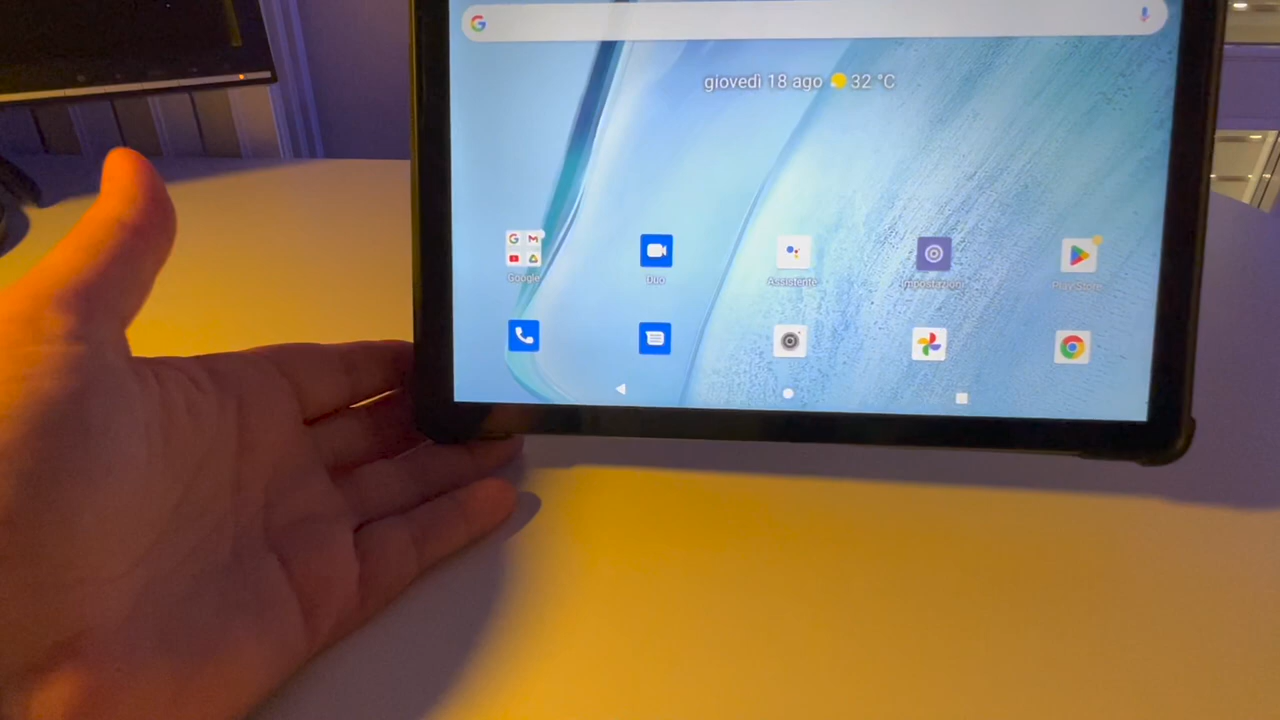 giovedì 18 ago 32 °C
Google
Duo
Assistente
Impostazioni
Play Store